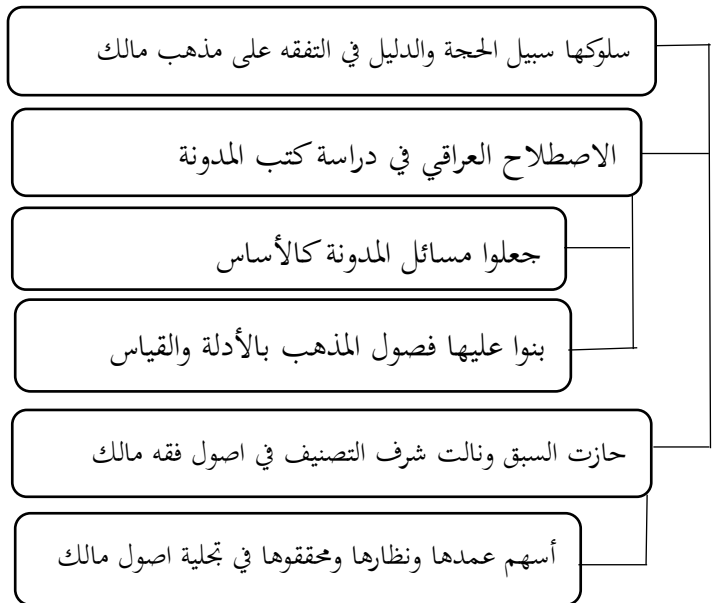 سلوكها سبيل الحجة والدليل في التفقه على مذهب مالك
الاصطلاح العراقي في دراسة كتب المدونة
جعلوا مسائل المدونة كالأساس
بنوا عليها فصول المذهب بالأدلة والقياس
حازت السبق ونالت شرف التصنيف في اصول فقه مالك
أسهم عمدها ونظارها ومحققوها في تجلية اصول مالك